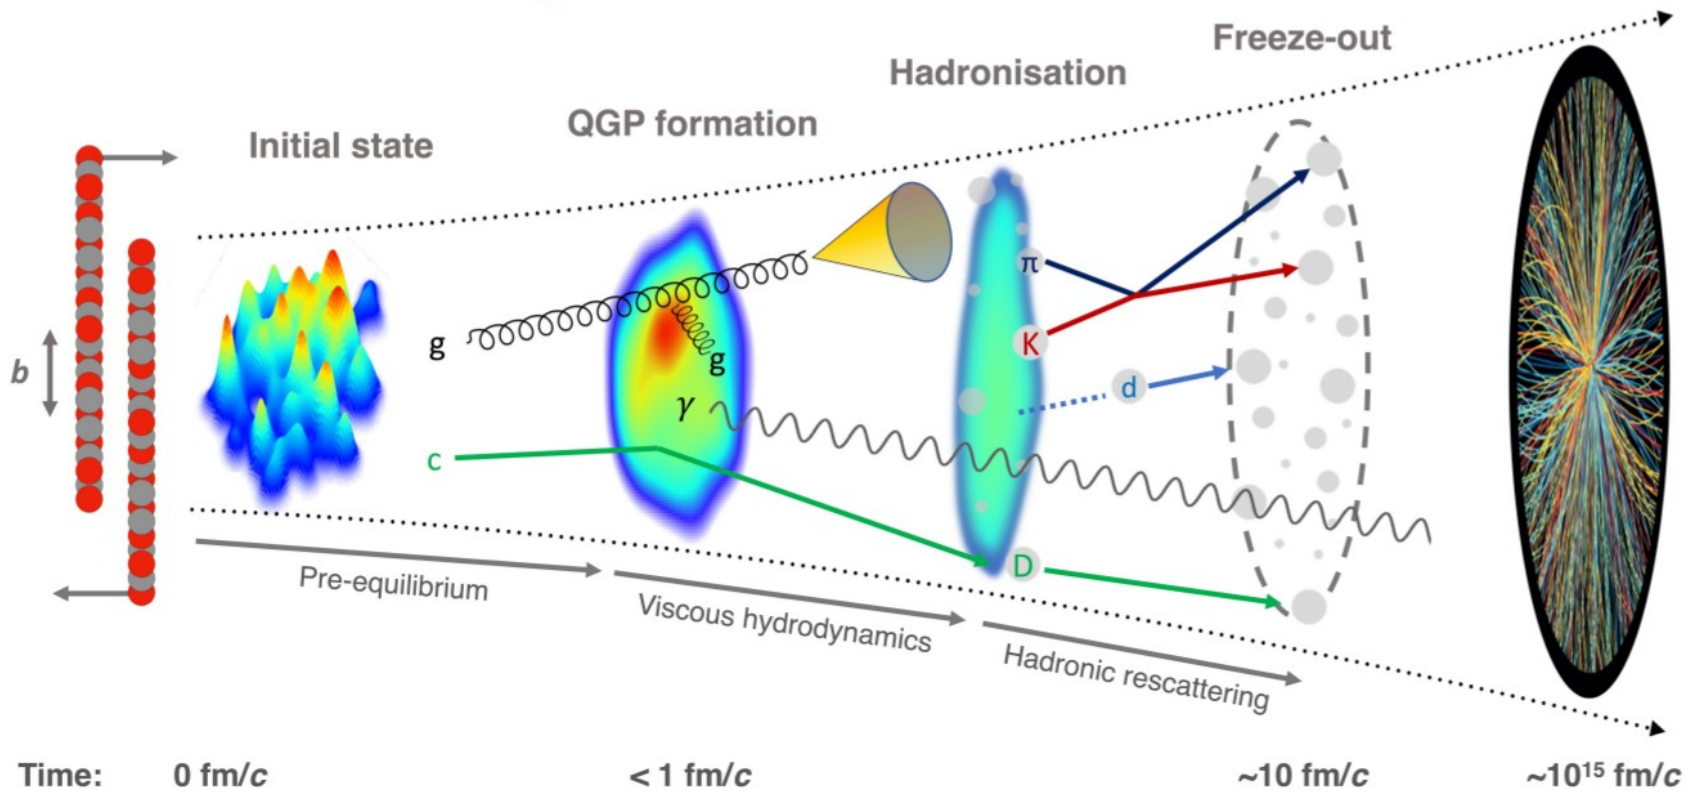 Initial state
QGP formation
Hadronisation
Freeze-out
b
g
g
γ
c
π
K
d
D
Pre-equilibrium
Viscous hydrodynamics
Hadronic rescattering
Time: 0 fm/c < 1 fm/c ~10 fm/c ~10¹⁵ fm/c